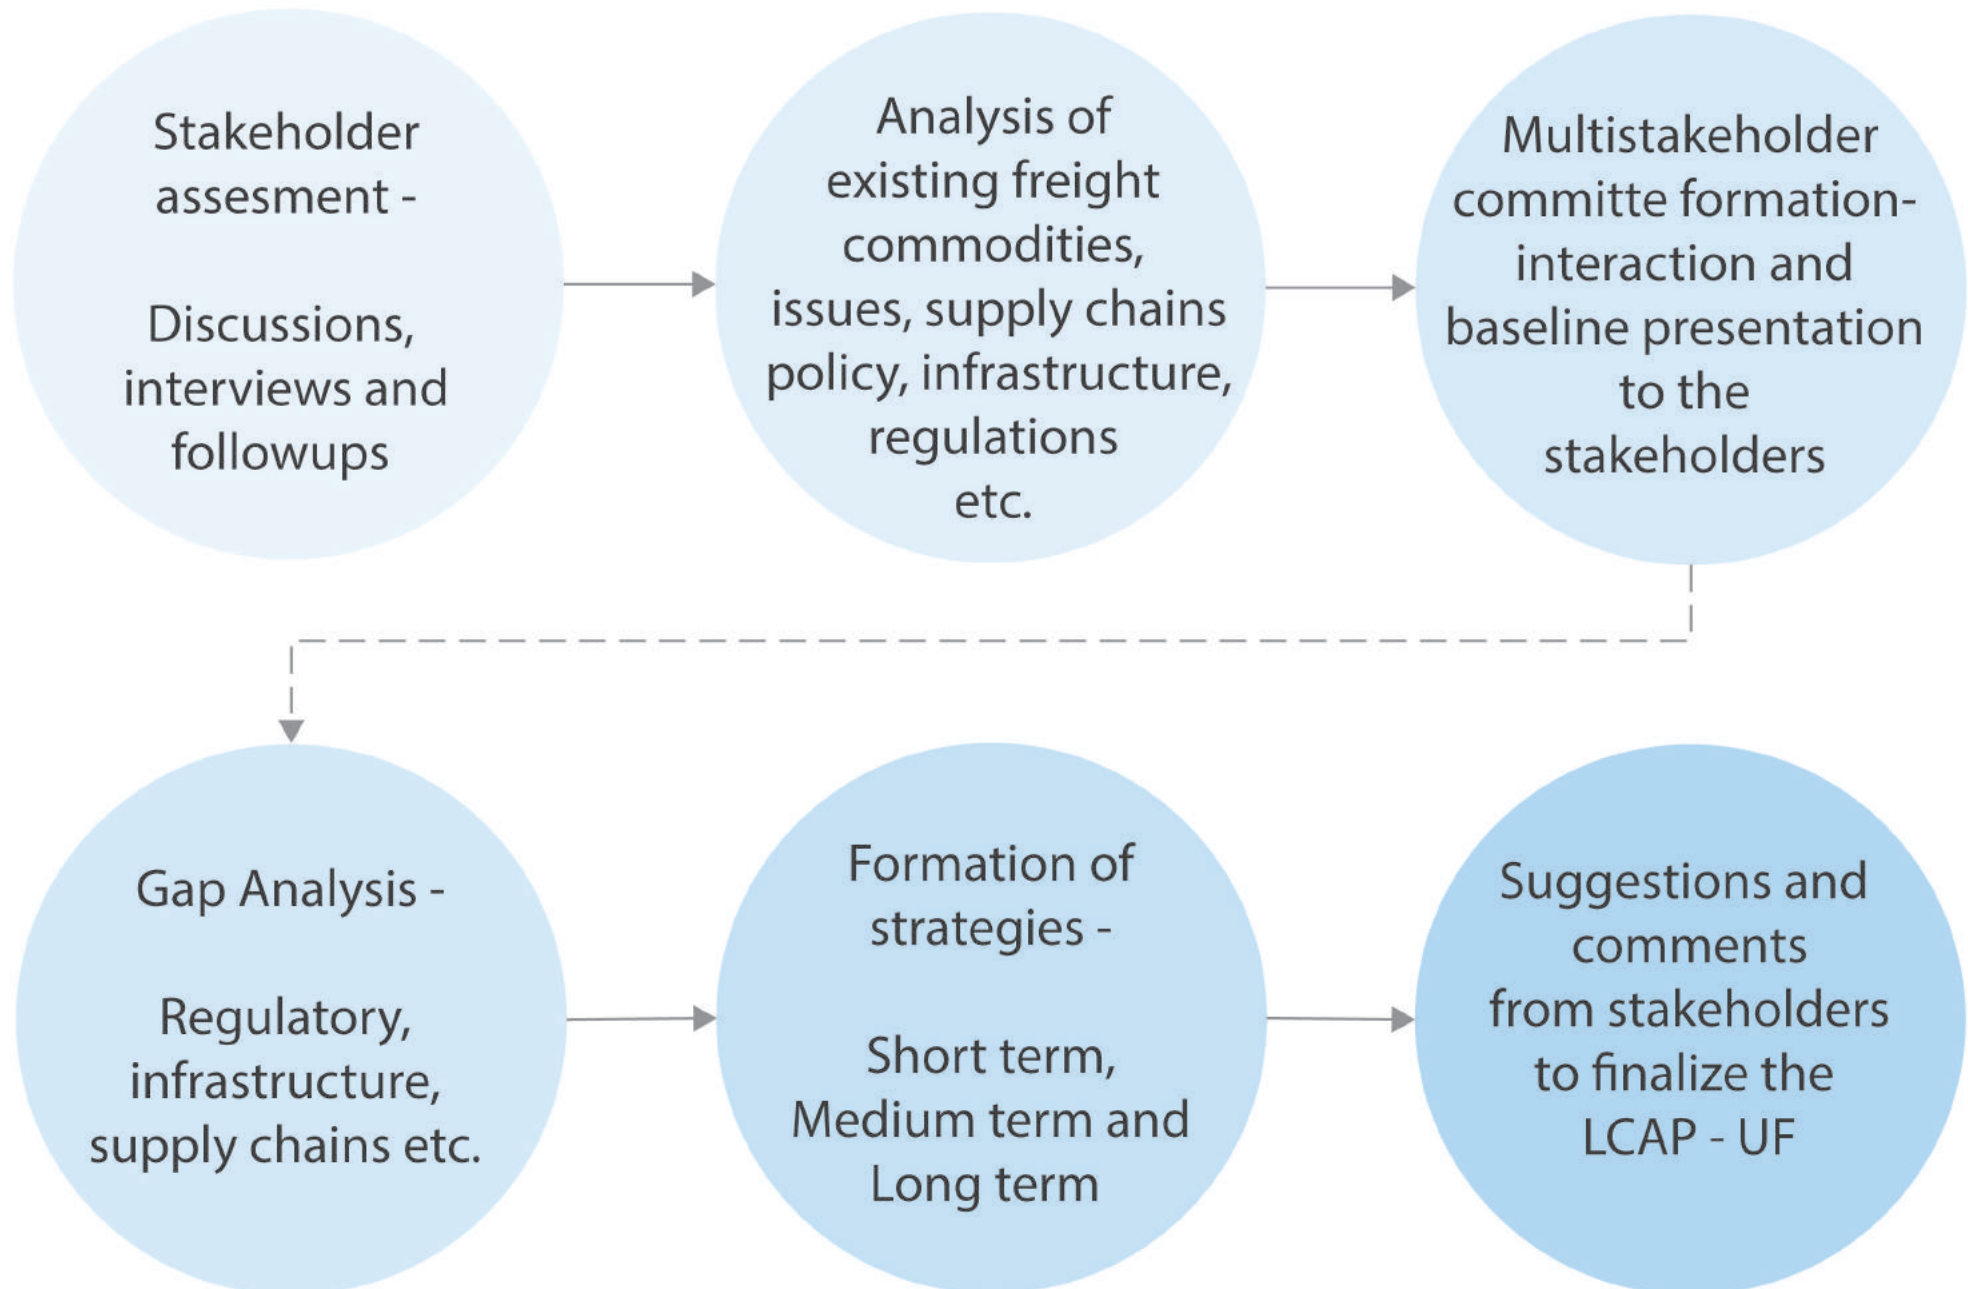 Stakeholder
assesment -
Discussions,
interviews and
followups
Analysis of
existing freight
commodities,
issues, supply chains
policy, infrastructure,
regulations
etc.
Multistakeholder
committe formation-
interaction and
baseline presentation
to the
stakeholders
Gap Analysis -
Regulatory,
infrastructure,
supply chains etc.
Formation of
strategies -
Short term,
Medium term and
Long term
Suggestions and
comments
from stakeholders
to finalize the
LCAP - UF